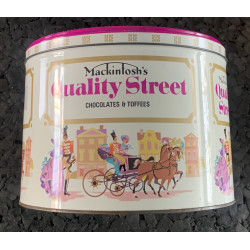 Mackintosh's
Quality Street
CHOCOLATES & TOFFEES